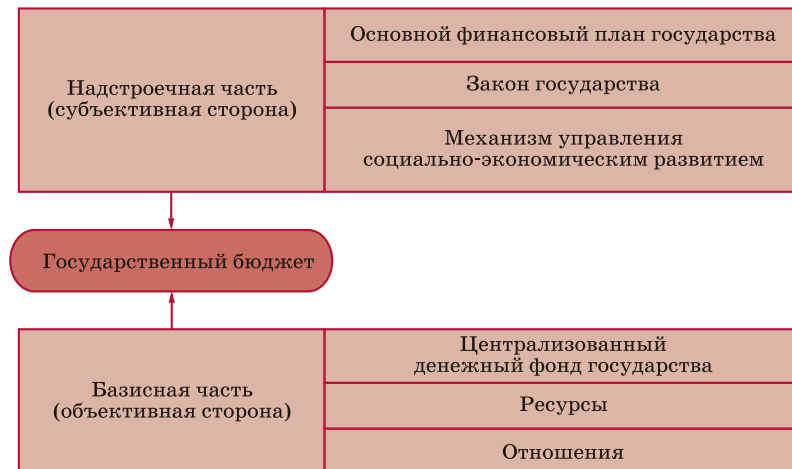 Надстроечная часть
(субъективная сторона)
Основной финансовый план государства
Закон государства
Механизм управления
социально-экономическим развитием
Государственный бюджет
Базисная часть
(объективная сторона)
Централизованный
денежный фонд государства
Ресурсы
Отношения